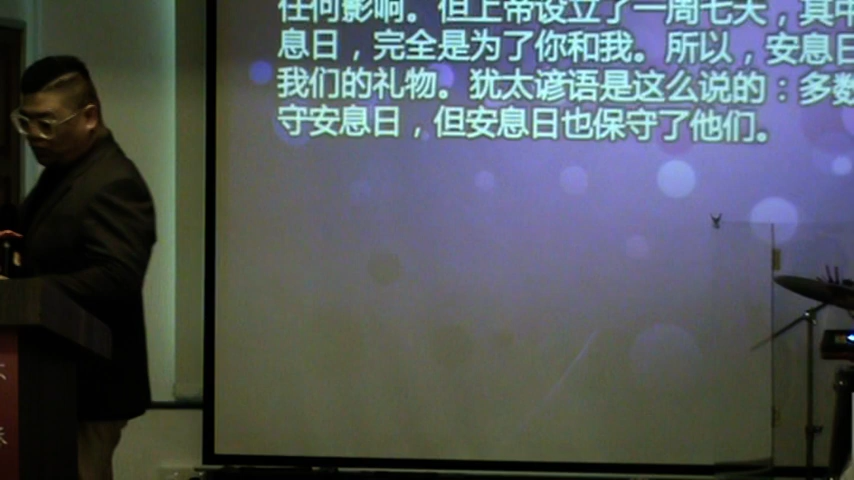 任何影响。但上帝设立了一周七天，其中
息日，完全是为了你和我。所以，安息日
我们的礼物。犹太谚语是这么说的：多数
守安息日，但安息日也保守了他们。